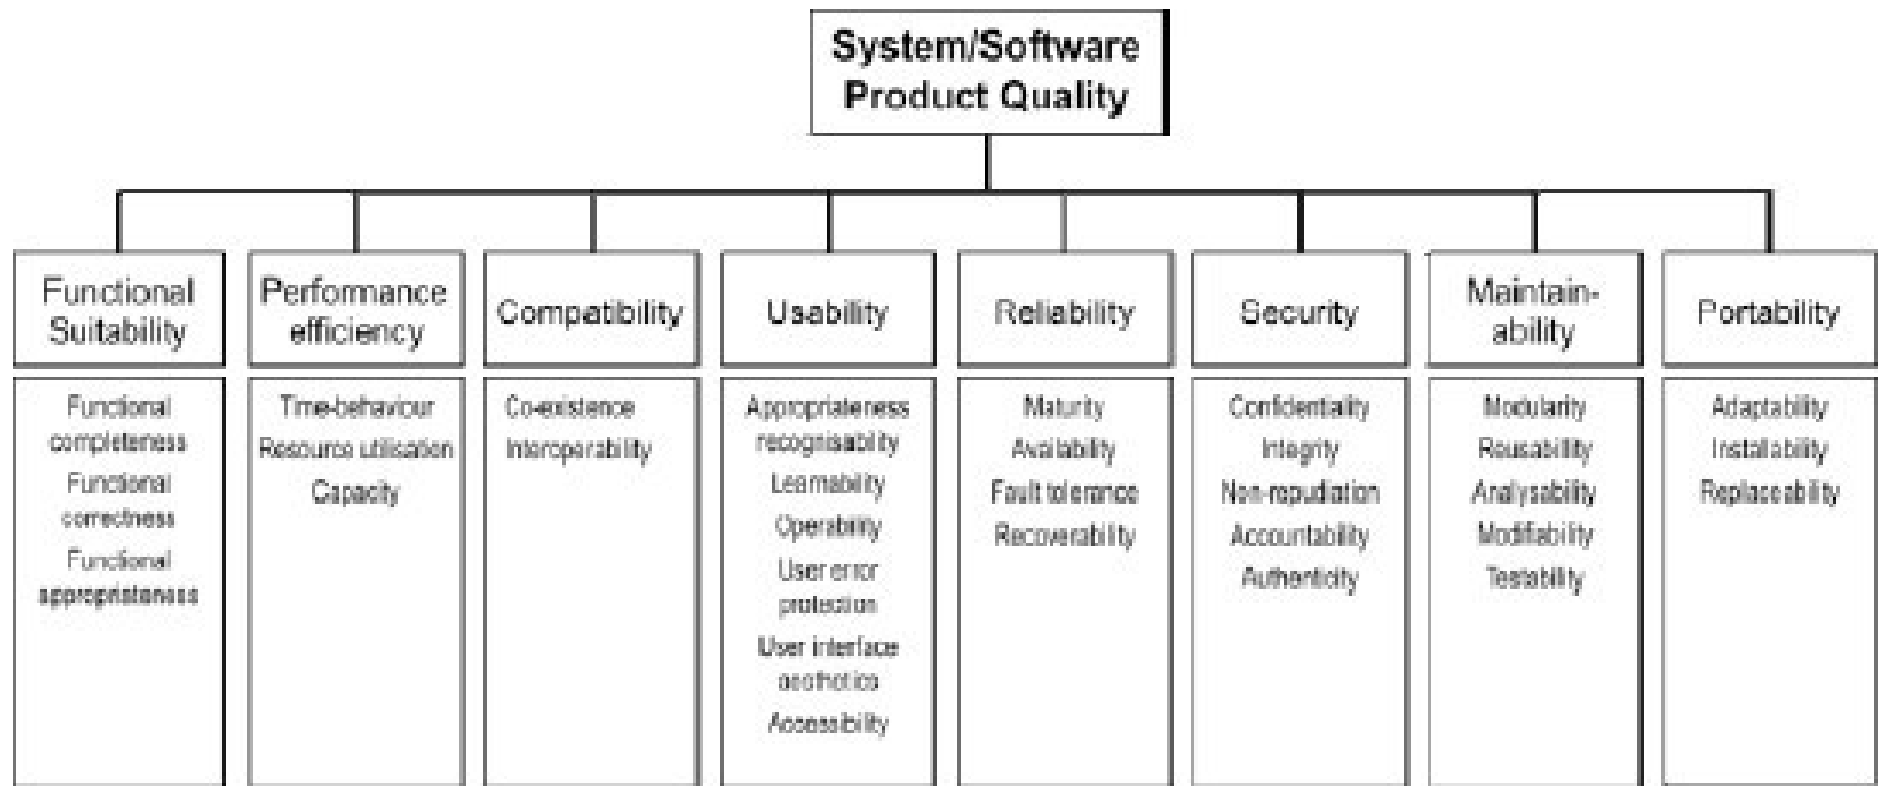 System/Software
Product Quality
Functional
Suitability
Performance
efficiency
Compatibility
Usability
Reliability
Security
Maintain-
ability
Portability
Functional
completeness
Functional
correctness
Functional
appropriateness
Time-behaviour
Resource utilisation
Capacity
Co-existence
Interoperability
Appropriateness
recognisability
Learnability
Operability
User error
protection
User interface
aesthetics
Accessibility
Maturity
Availability
Fault tolerance
Recoverability
Confidentiality
Integrity
Non-repudiation
Accountability
Authenticity
Modularity
Reusability
Analysability
Modifiability
Testability
Adaptability
Installability
Replaceability